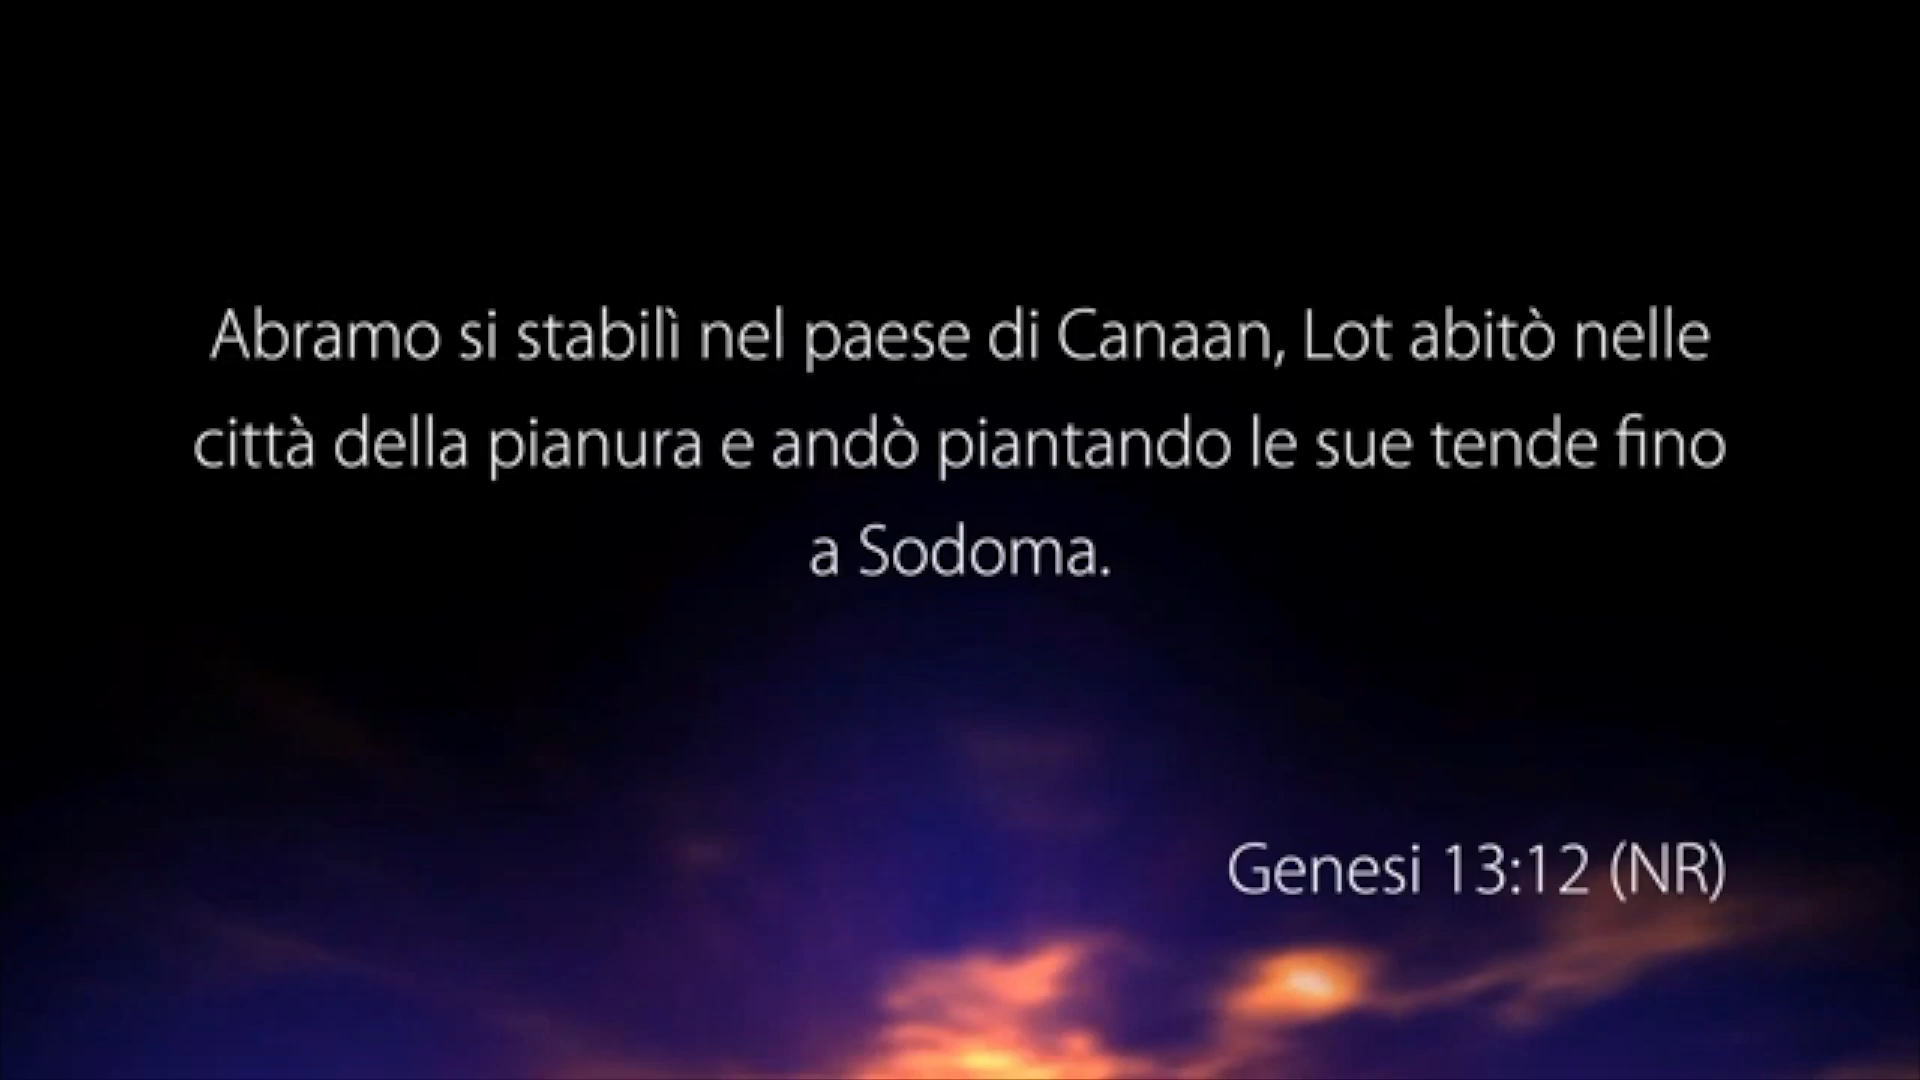 Abramo si stabilì nel paese di Canaan, Lot abitò nelle
città della pianura e andò piantando le sue tende fino
a Sodoma.
Genesi 13:12 (NR)